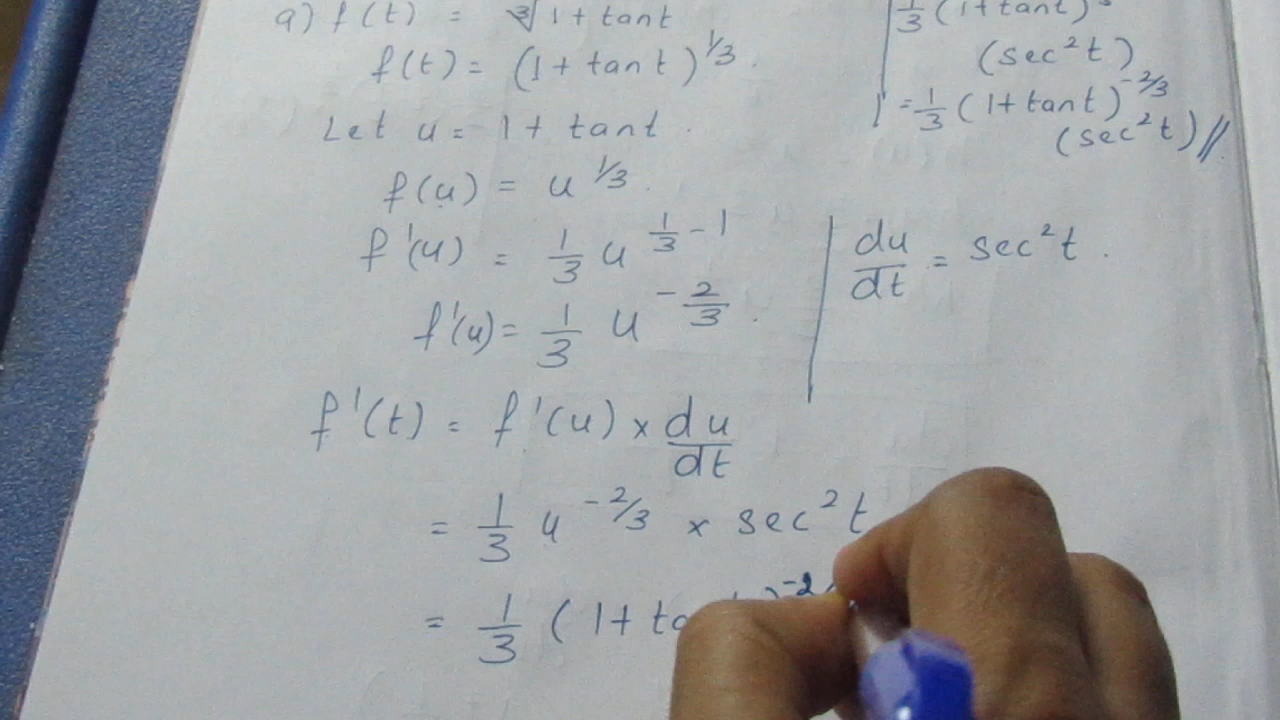 a) f(t) = ∛1 + tant
f(t) = (1 + tant)^1/3.
Let u = 1 + tant.
f(u) = u^1/3.
f'(u) = 1/3 u^1/3 - 1
f'(u) = 1/3 u^-2/3.
f'(t) = f'(u) x du/dt
= 1/3 u^-2/3 x sec²t
= 1/3 (1 + )^-2
1/3 (1 + tant)
(sec²t)
= 1/3 (1 + tant)^-2/3
(sec²t)//
du/dt = sec²t.